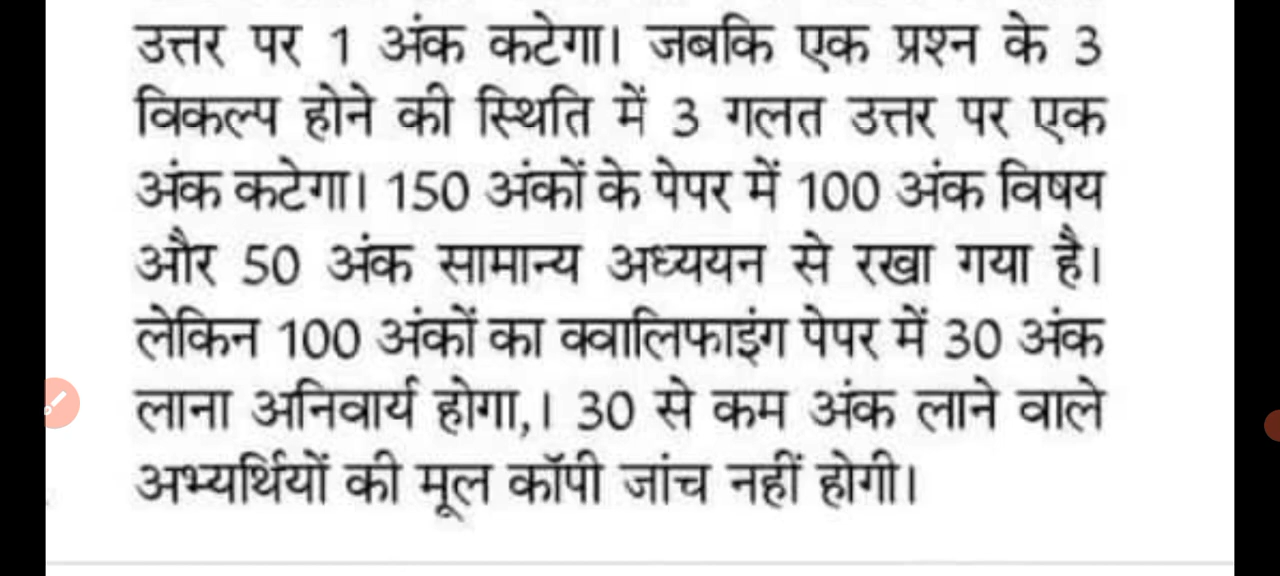 उत्तर पर 1 अंक कटेगा। जबकि एक प्रश्न के 3
विकल्प होने की स्थिति में 3 गलत उत्तर पर एक
अंक कटेगा। 150 अंकों के पेपर में 100 अंक विषय
और 50 अंक सामान्य अध्ययन से रखा गया है।
लेकिन 100 अंकों का क्वालिफाइंग पेपर में 30 अंक
लाना अनिवार्य होगा,। 30 से कम अंक लाने वाले
अभ्यर्थियों की मूल कॉपी जांच नहीं होगी।